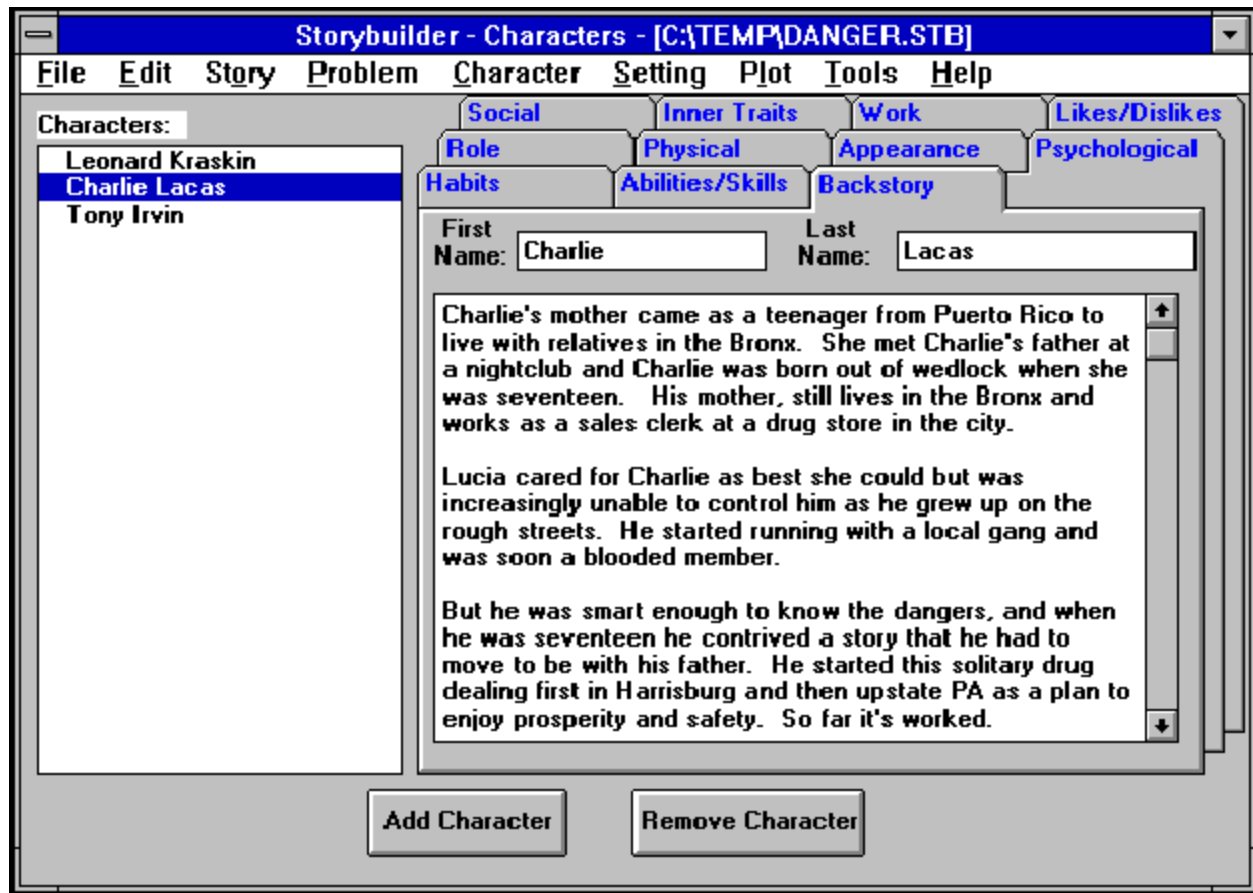 Storybuilder - Characters - [C:\TEMP\DANGER.STB]
File Edit Story Problem Character Setting Plot Tools Help
Characters:
Leonard Kraskin
Charlie Lacas
Tony Irvin
Social Inner Traits Work Likes/Dislikes
Role Physical Appearance Psychological
Habits Abilities/Skills Backstory
First Name: Charlie Last Name: Lacas
Charlie's mother came as a teenager from Puerto Rico to
live with relatives in the Bronx. She met Charlie's father at
a nightclub and Charlie was born out of wedlock when she
was seventeen. His mother, still lives in the Bronx and
works as a sales clerk at a drug store in the city.
Lucia cared for Charlie as best she could but was
increasingly unable to control him as he grew up on the
rough streets. He started running with a local gang and
was soon a blooded member.
But he was smart enough to know the dangers, and when
he was seventeen he contrived a story that he had to
move to be with his father. He started this solitary drug
dealing first in Harrisburg and then upstate PA as a plan to
enjoy prosperity and safety. So far it's worked.
Add Character Remove Character